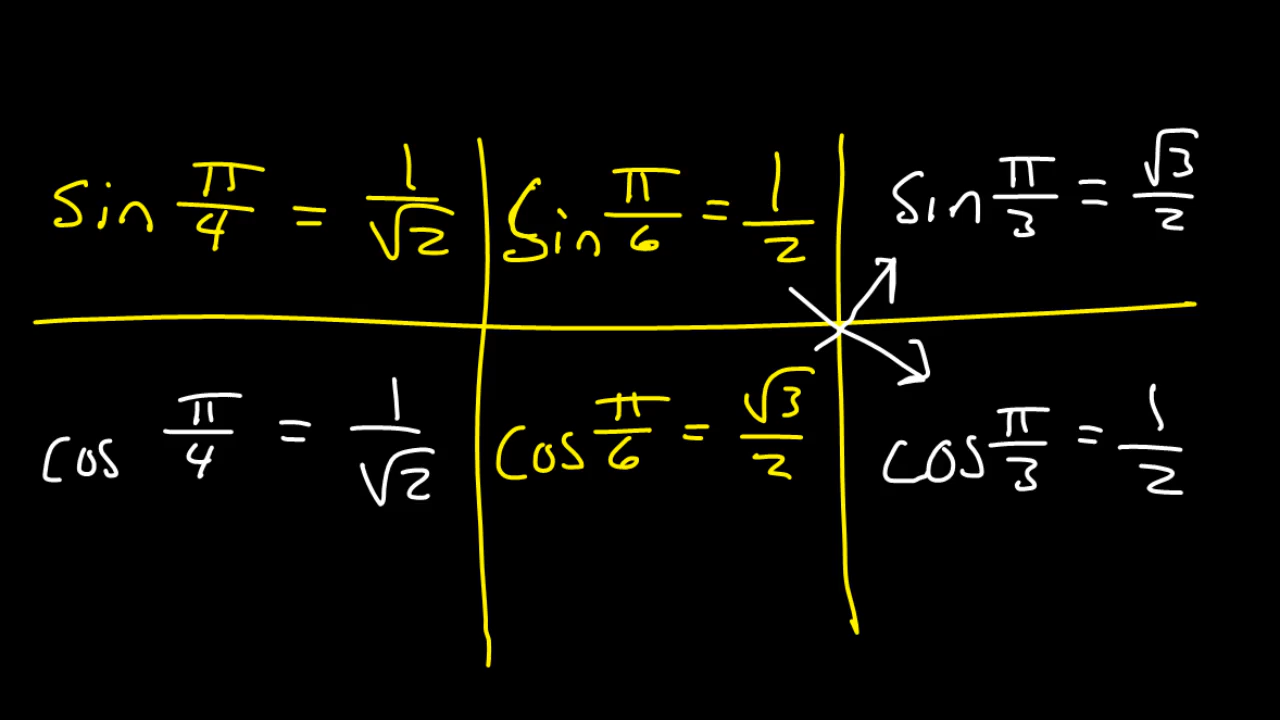 sin π/4 = 1/√2
sin π/6 = 1/2
sin π/3 = √3/2
cos π/4 = 1/√2
cos π/6 = √3/2
cos π/3 = 1/2